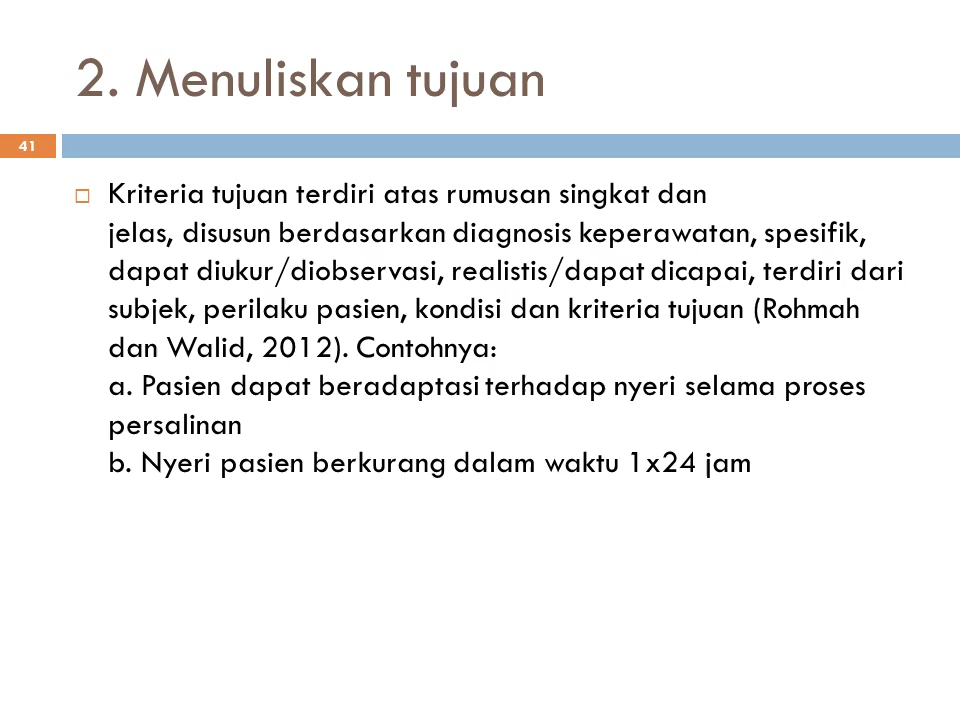 2. Menuliskan tujuan
41
Kriteria tujuan terdiri atas rumusan singkat dan
jelas, disusun berdasarkan diagnosis keperawatan, spesifik,
dapat diukur/diobservasi, realistis/dapat dicapai, terdiri dari
subjek, perilaku pasien, kondisi dan kriteria tujuan (Rohmah
dan Walid, 2012). Contohnya:
a. Pasien dapat beradaptasi terhadap nyeri selama proses
persalinan
b. Nyeri pasien berkurang dalam waktu 1x24 jam